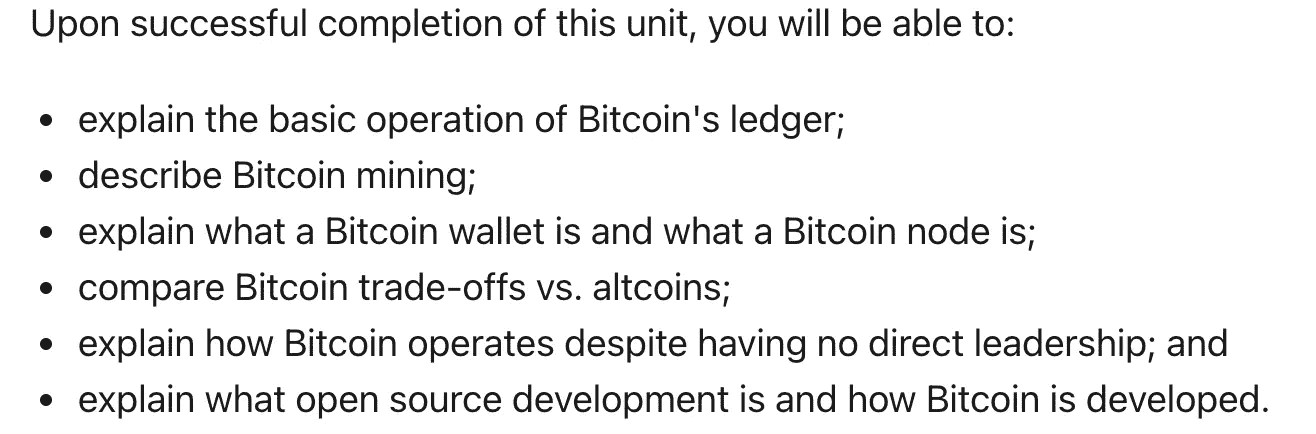 Upon successful completion of this unit, you will be able to:
• explain the basic operation of Bitcoin's ledger;
• describe Bitcoin mining;
• explain what a Bitcoin wallet is and what a Bitcoin node is;
• compare Bitcoin trade-offs vs. altcoins;
• explain how Bitcoin operates despite having no direct leadership; and
• explain what open source development is and how Bitcoin is developed.